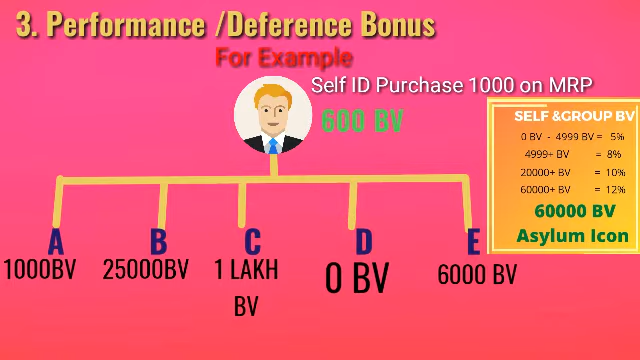 3. Performance /Deference Bonus
For Example
Self ID Purchase 1000 on MRP
600 BV
SELF &GROUP BV
0 BV - 4999 BV = 5%
4999+ BV = 8%
20000+ BV = 10%
60000+ BV = 12%
60000 BV
Asylum Icon
A B C D E
1000BV 25000BV 1 LAKH 0 BV 6000 BV
BV